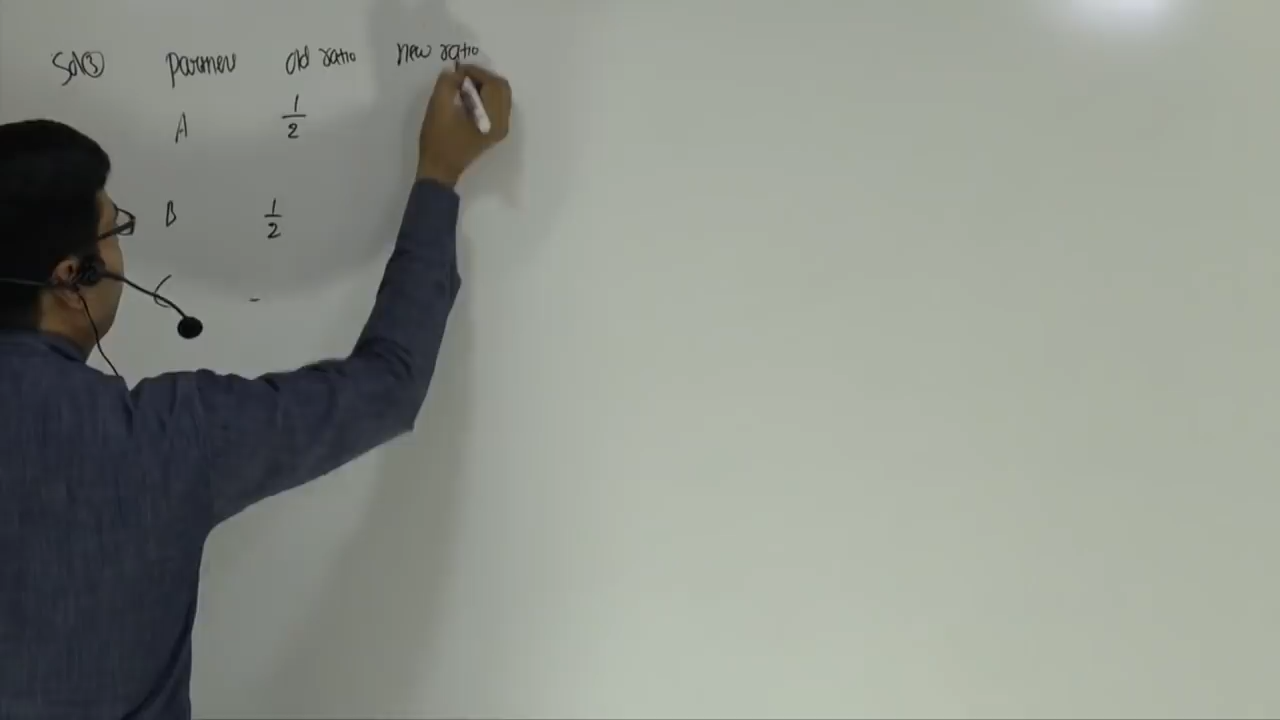 Sol③ Partner old ratio new ratio
A 1/2
B 1/2
C -